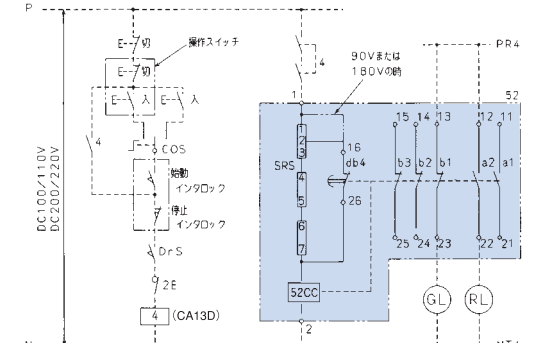 P
DC100/110V
DC200/220V
E 切
操作スイッチ
E 切
E 入
E 入
4
COS
始動
インタロック
停止
インタロック
DrS
2E
4
(CA13D)
4
90Vまたは
180Vの時
PR4
1
52
SRS
1
2
3
4
5
6
7
16
db4
26
52CC
2
15
14
13
12
11
b3
b2
b1
a2
a1
25
24
23
22
21
GL
RL